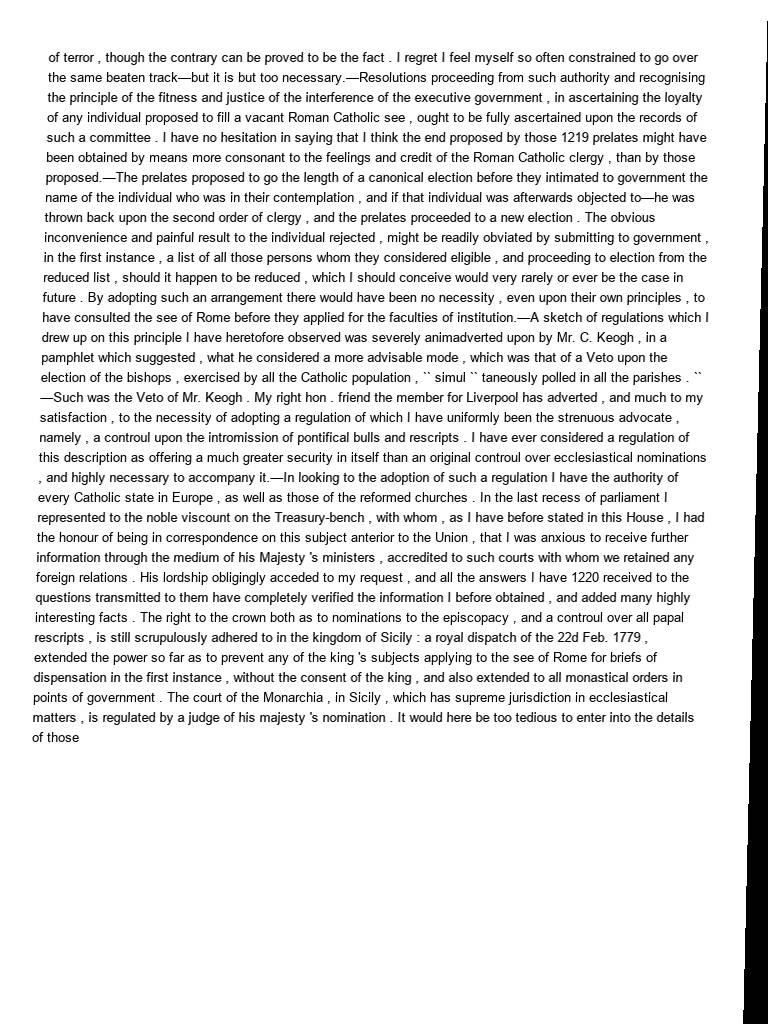 of terror , though the contrary can be proved to be the fact . I regret I feel myself so often constrained to go over
the same beaten track—but it is but too necessary.—Resolutions proceeding from such authority and recognising
the principle of the fitness and justice of the interference of the executive government , in ascertaining the loyalty
of any individual proposed to fill a vacant Roman Catholic see , ought to be fully ascertained upon the records of
such a committee . I have no hesitation in saying that I think the end proposed by those 1219 prelates might have
been obtained by means more consonant to the feelings and credit of the Roman Catholic clergy , than by those
proposed.—The prelates proposed to go the length of a canonical election before they intimated to government the
name of the individual who was in their contemplation , and if that individual was afterwards objected to—he was
thrown back upon the second order of clergy , and the prelates proceeded to a new election . The obvious
inconvenience and painful result to the individual rejected , might be readily obviated by submitting to government ,
in the first instance , a list of all those persons whom they considered eligible , and proceeding to election from the
reduced list , should it happen to be reduced , which I should conceive would very rarely or ever be the case in
future . By adopting such an arrangement there would have been no necessity , even upon their own principles , to
have consulted the see of Rome before they applied for the faculties of institution.—A sketch of regulations which I
drew up on this principle I have heretofore observed was severely animadverted upon by Mr. C. Keogh , in a
pamphlet which suggested , what he considered a more advisable mode , which was that of a Veto upon the
election of the bishops , exercised by all the Catholic population , `` simul `` taneously polled in all the parishes . ``
—Such was the Veto of Mr. Keogh . My right hon . friend the member for Liverpool has adverted , and much to my
satisfaction , to the necessity of adopting a regulation of which I have uniformly been the strenuous advocate ,
namely , a controul upon the intromission of pontifical bulls and rescripts . I have ever considered a regulation of
this description as offering a much greater security in itself than an original controul over ecclesiastical nominations
, and highly necessary to accompany it.—In looking to the adoption of such a regulation I have the authority of
every Catholic state in Europe , as well as those of the reformed churches . In the last recess of parliament I
represented to the noble viscount on the Treasury-bench , with whom , as I have before stated in this House , I had
the honour of being in correspondence on this subject anterior to the Union , that I was anxious to receive further
information through the medium of his Majesty 's ministers , accredited to such courts with whom we retained any
foreign relations . His lordship obligingly acceded to my request , and all the answers I have 1220 received to the
questions transmitted to them have completely verified the information I before obtained , and added many highly
interesting facts . The right to the crown both as to nominations to the episcopacy , and a controul over all papal
rescripts , is still scrupulously adhered to in the kingdom of Sicily : a royal dispatch of the 22d Feb. 1779 ,
extended the power so far as to prevent any of the king 's subjects applying to the see of Rome for briefs of
dispensation in the first instance , without the consent of the king , and also extended to all monastical orders in
points of government . The court of the Monarchia , in Sicily , which has supreme jurisdiction in ecclesiastical
matters , is regulated by a judge of his majesty 's nomination . It would here be too tedious to enter into the details
of those